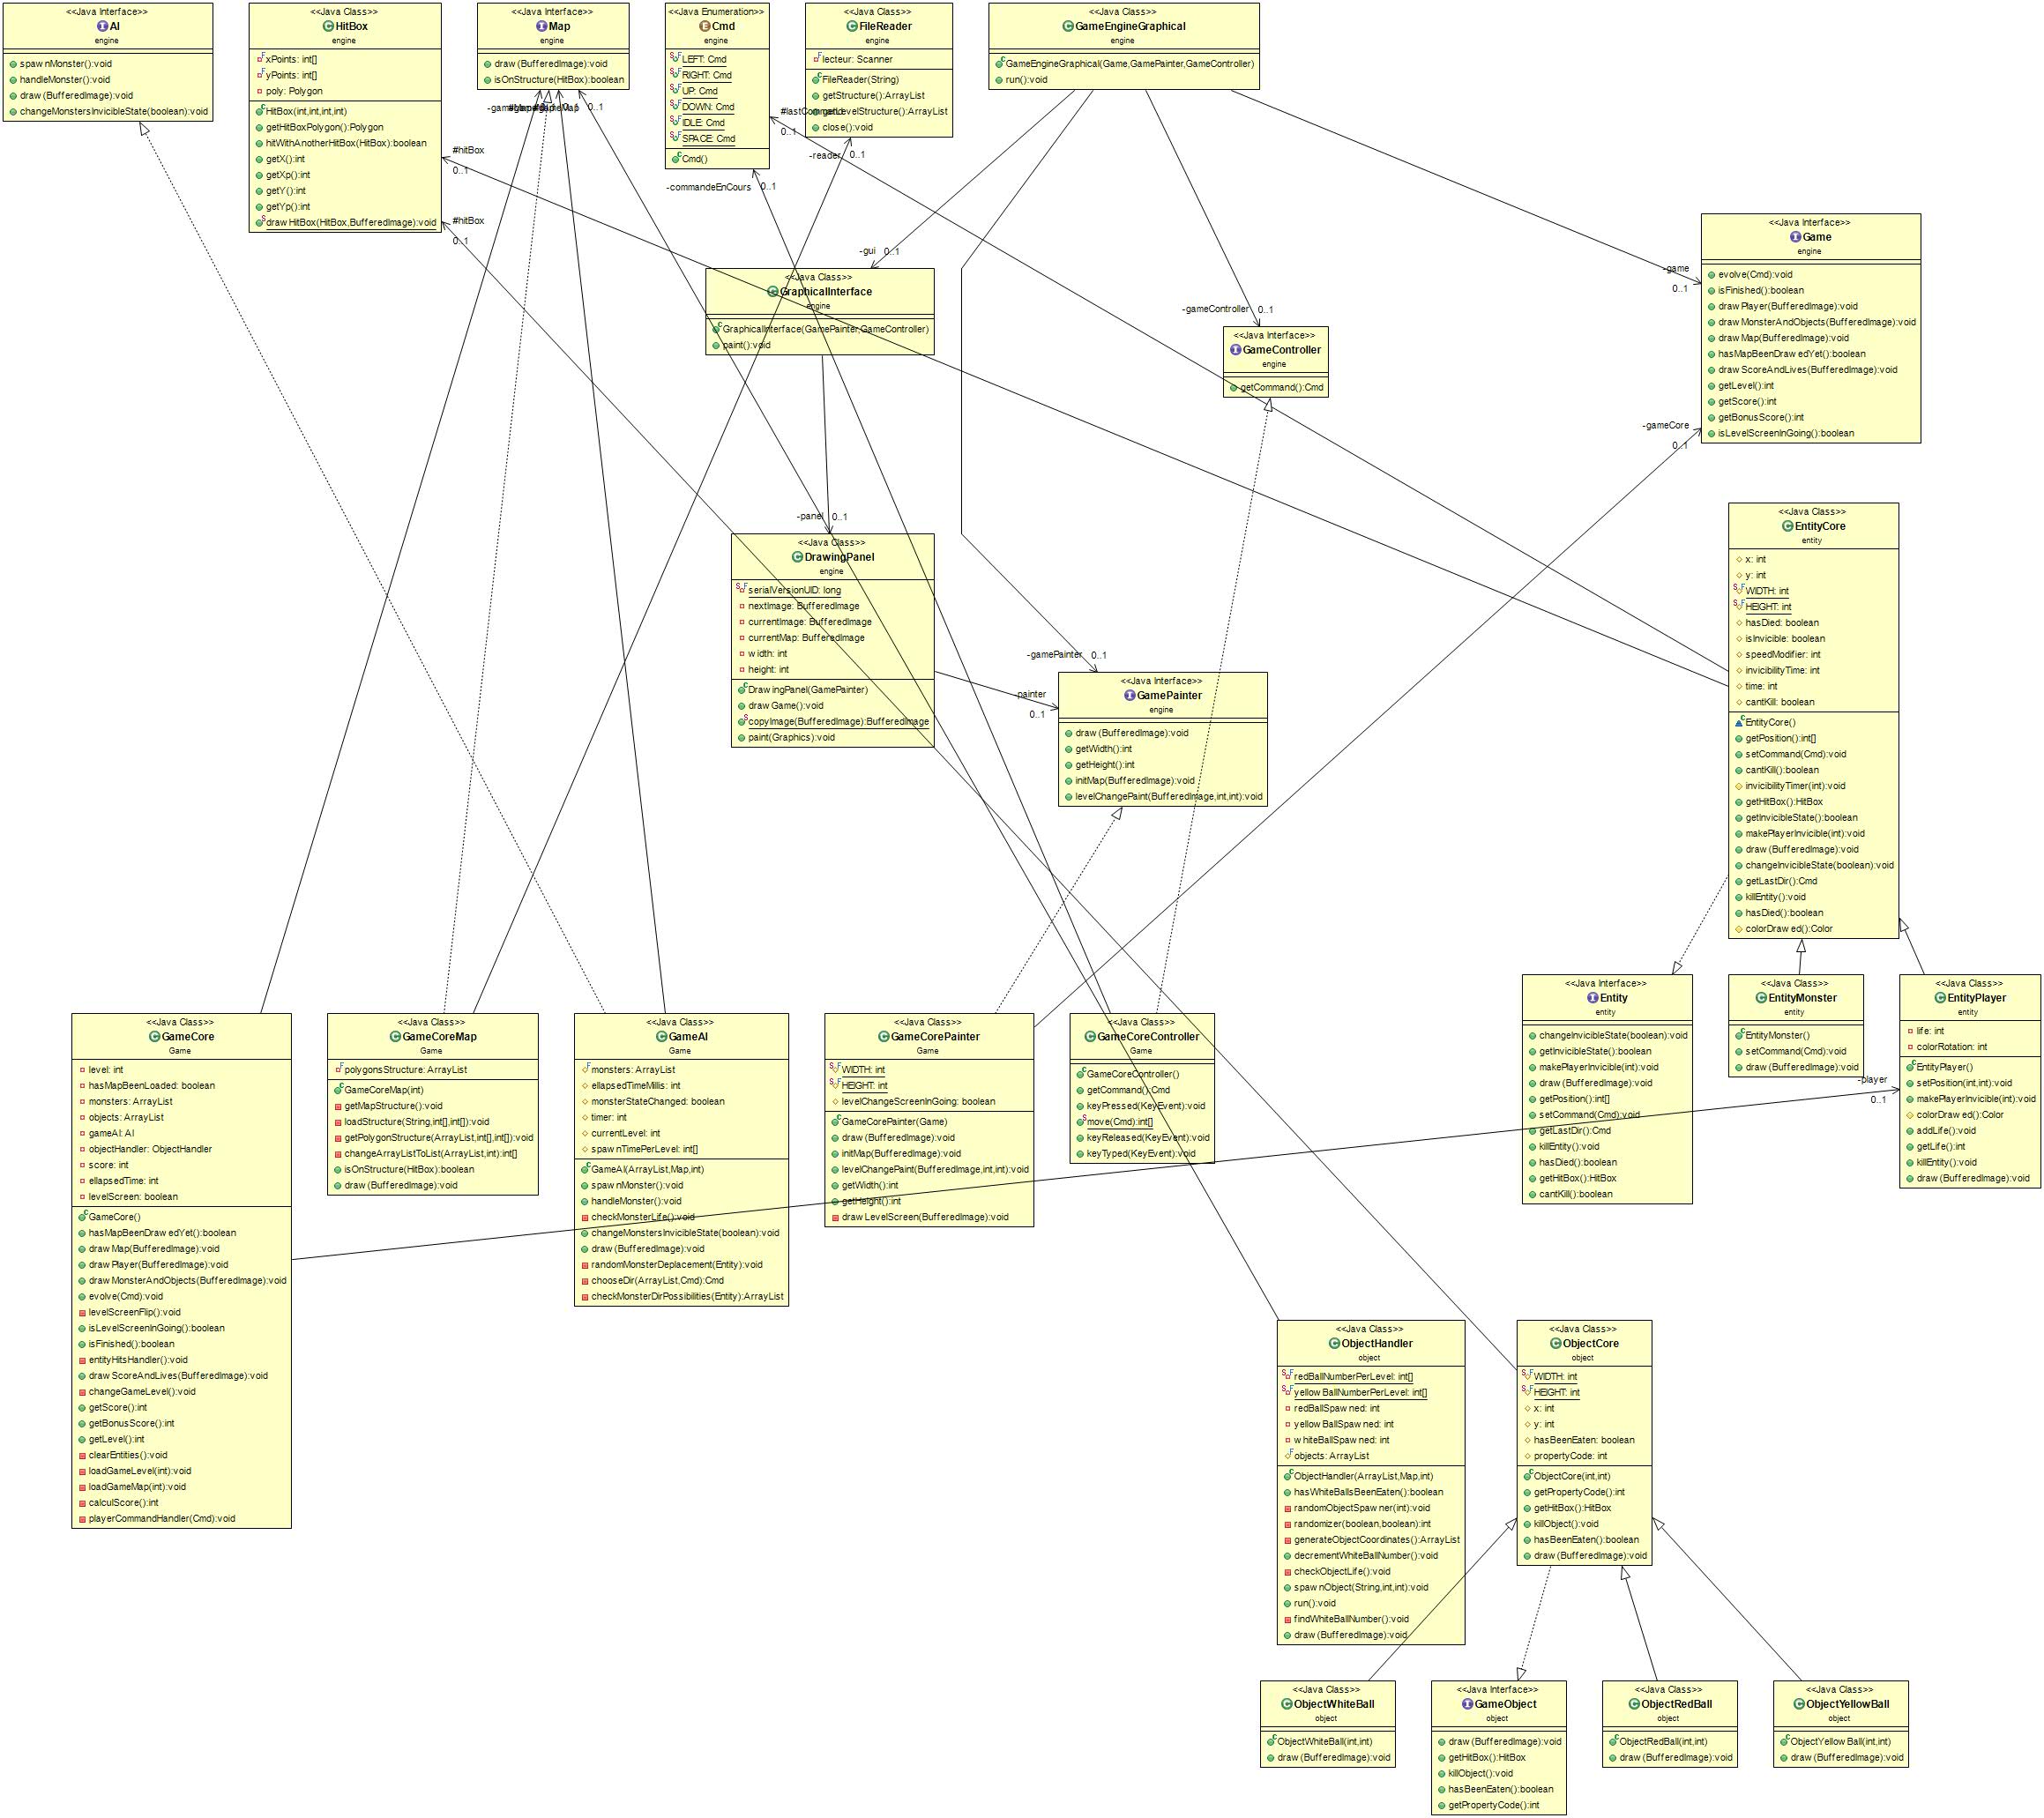 <<Java Interface>>
AI
engine
spawnMonster():void
handleMonster():void
draw(BufferedImage):void
changeMonstersInvicibleState(boolean):void
<<Java Class>>
HitBox
engine
xPoints: int[]
yPoints: int[]
poly: Polygon
HitBox(int,int,int,int)
getHitBoxPolygon():Polygon
hitWithAnotherHitBox(HitBox):boolean
getX():int
getXp():int
getY():int
getYp():int
drawHitBox(HitBox,BufferedImage):void
<<Java Interface>>
Map
engine
draw(BufferedImage):void
isOnStructure(HitBox):boolean
<<Java Enumeration>>
Cmd
engine
LEFT: Cmd
RIGHT: Cmd
UP: Cmd
DOWN: Cmd
IDLE: Cmd
SPACE: Cmd
Cmd()
<<Java Class>>
FileReader
engine
lecteur: Scanner
FileReader(String)
getStructure():ArrayList
getLevelStructure():ArrayList
close():void
<<Java Class>>
GameEngineGraphical
engine
GameEngineGraphical(Game,GamePainter,GameController)
run():void
0..1
0..1
-reader 0..1
-commandeEnCours 0..1
#hitBox
0..1
#hitBox
0..1
-gui 0..1
-gameController 0..1
-game
0..1
<<Java Class>>
GraphicalInterface
engine
GraphicalInterface(GamePainter,GameController)
paint():void
<<Java Interface>>
GameController
engine
getCommand():Cmd
<<Java Interface>>
Game
engine
evolve(Cmd):void
isFinished():boolean
drawPlayer(BufferedImage):void
drawMonsterAndObjects(BufferedImage):void
drawMap(BufferedImage):void
hasMapBeenDrawedYet():boolean
drawScoreAndLives(BufferedImage):void
getLevel():int
getScore():int
getBonusScore():int
isLevelScreenInGoing():boolean
-gameCore
0..1
-panel 0..1
<<Java Class>>
DrawingPanel
engine
serialVersionUID: long
nextImage: BufferedImage
currentImage: BufferedImage
currentMap: BufferedImage
width: int
height: int
DrawingPanel(GamePainter)
drawGame():void
copyImage(BufferedImage):BufferedImage
paint(Graphics):void
-gamePainter 0..1
-painter
0..1
<<Java Interface>>
GamePainter
engine
draw(BufferedImage):void
getWidth():int
getHeight():int
initMap(BufferedImage):void
levelChangePaint(BufferedImage,int,int):void
<<Java Class>>
EntityCore
entity
x: int
y: int
WIDTH: int
HEIGHT: int
hasDied: boolean
isInvicible: boolean
speedModifier: int
invicibilityTime: int
time: int
cantKill: boolean
EntityCore()
getPosition():int[]
setCommand(Cmd):void
cantKill():boolean
invicibilityTimer(int):void
getHitBox():HitBox
getInvicibleState():boolean
makePlayerInvicible(int):void
draw(BufferedImage):void
changeInvicibleState(boolean):void
getLastDir():Cmd
killEntity():void
hasDied():boolean
colorDrawed():Color
<<Java Interface>>
Entity
entity
changeInvicibleState(boolean):void
getInvicibleState():boolean
makePlayerInvicible(int):void
draw(BufferedImage):void
getPosition():int[]
setCommand(Cmd):void
getLastDir():Cmd
killEntity():void
hasDied():boolean
getHitBox():HitBox
cantKill():boolean
<<Java Class>>
EntityMonster
entity
EntityMonster()
setCommand(Cmd):void
draw(BufferedImage):void
<<Java Class>>
EntityPlayer
entity
life: int
colorRotation: int
EntityPlayer()
setPosition(int,int):void
makePlayerInvicible(int):void
colorDrawed():Color
addLife():void
getLife():int
killEntity():void
draw(BufferedImage):void
-player
0..1
<<Java Class>>
GameCore
Game
level: int
hasMapBeenLoaded: boolean
monsters: ArrayList
objects: ArrayList
gameAI: AI
objectHandler: ObjectHandler
score: int
ellapsedTime: int
levelScreen: boolean
GameCore()
hasMapBeenDrawedYet():boolean
drawMap(BufferedImage):void
drawPlayer(BufferedImage):void
drawMonsterAndObjects(BufferedImage):void
evolve(Cmd):void
levelScreenFlip():void
isLevelScreenInGoing():boolean
isFinished():boolean
entityHitsHandler():void
drawScoreAndLives(BufferedImage):void
changeGameLevel():void
getScore():int
getBonusScore():int
getLevel():int
clearEntities():void
loadGameLevel(int):void
loadGameMap(int):void
calculScore():int
playerCommandHandler(Cmd):void
<<Java Class>>
GameCoreMap
Game
polygonsStructure: ArrayList
GameCoreMap(int)
getMapStructure():void
loadStructure(String,int[],int[]):void
getPolygonStructure(ArrayList,int[],int[]):void
changeArrayListToList(ArrayList,int):int[]
isOnStructure(HitBox):boolean
draw(BufferedImage):void
<<Java Class>>
GameAI
Game
monsters: ArrayList
ellapsedTimeMillis: int
monsterStateChanged: boolean
timer: int
currentLevel: int
spawnTimePerLevel: int[]
GameAI(ArrayList,Map,int)
spawnMonster():void
handleMonster():void
checkMonsterLife():void
changeMonstersInvicibleState(boolean):void
draw(BufferedImage):void
randomMonsterDeplacement(Entity):void
chooseDir(ArrayList,Cmd):Cmd
checkMonsterDirPossibilities(Entity):ArrayList
<<Java Class>>
GameCorePainter
Game
WIDTH: int
HEIGHT: int
levelChangeScreenInGoing: boolean
GameCorePainter(Game)
draw(BufferedImage):void
initMap(BufferedImage):void
levelChangePaint(BufferedImage,int,int):void
getWidth():int
getHeight():int
drawLevelScreen(BufferedImage):void
<<Java Class>>
GameCoreController
Game
GameCoreController()
getCommand():Cmd
keyPressed(KeyEvent):void
move(Cmd):int[]
keyReleased(KeyEvent):void
keyTyped(KeyEvent):void
<<Java Class>>
ObjectHandler
object
redBallNumberPerLevel: int[]
yellowBallNumberPerLevel: int[]
redBallSpawned: int
yellowBallSpawned: int
whiteBallSpawned: int
objects: ArrayList
ObjectHandler(ArrayList,Map,int)
hasWhiteBallsBeenEaten():boolean
randomObjectSpawner(int):void
randomizer(boolean,boolean):int
generateObjectCoordinates():ArrayList
decrementWhiteBallNumber():void
checkObjectLife():void
spawnObject(String,int,int):void
run():void
findWhiteBallNumber():void
draw(BufferedImage):void
<<Java Class>>
ObjectCore
object
WIDTH: int
HEIGHT: int
x: int
y: int
hasBeenEaten: boolean
propertyCode: int
ObjectCore(int,int)
getPropertyCode():int
getHitBox():HitBox
killObject():void
hasBeenEaten():boolean
draw(BufferedImage):void
<<Java Class>>
ObjectWhiteBall
object
ObjectWhiteBall(int,int)
draw(BufferedImage):void
<<Java Interface>>
GameObject
object
draw(BufferedImage):void
getHitBox():HitBox
killObject():void
hasBeenEaten():boolean
getPropertyCode():int
<<Java Class>>
ObjectRedBall
object
ObjectRedBall(int,int)
draw(BufferedImage):void
<<Java Class>>
ObjectYellowBall
object
ObjectYellowBall(int,int)
draw(BufferedImage):void